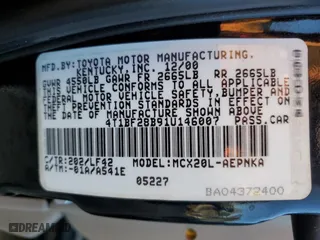 MFD.BY:TOYOTA MOTOR MANUFACTURING.
KENTUCKY,INC. 12/00
GVWR 4550LB GAWR FR 2665LB RR 2665LB
THIS VEHICLE CONFORMS TO ALL APPLICABLE
FEDERAL MOTOR VEHICLE SAFETY,BUMPER AND
THEFT PREVENTION STANDARDS IN EFFECT ON
THE DATE OF MANUFACTURE SHOWN ABOVE.
4T1BF28B91U146007 PASS.CAR
C/TR:202/LF42 MODEL:MCX20L-AEPNKA
A/TM:-01A/A541E
05227
BA04372400